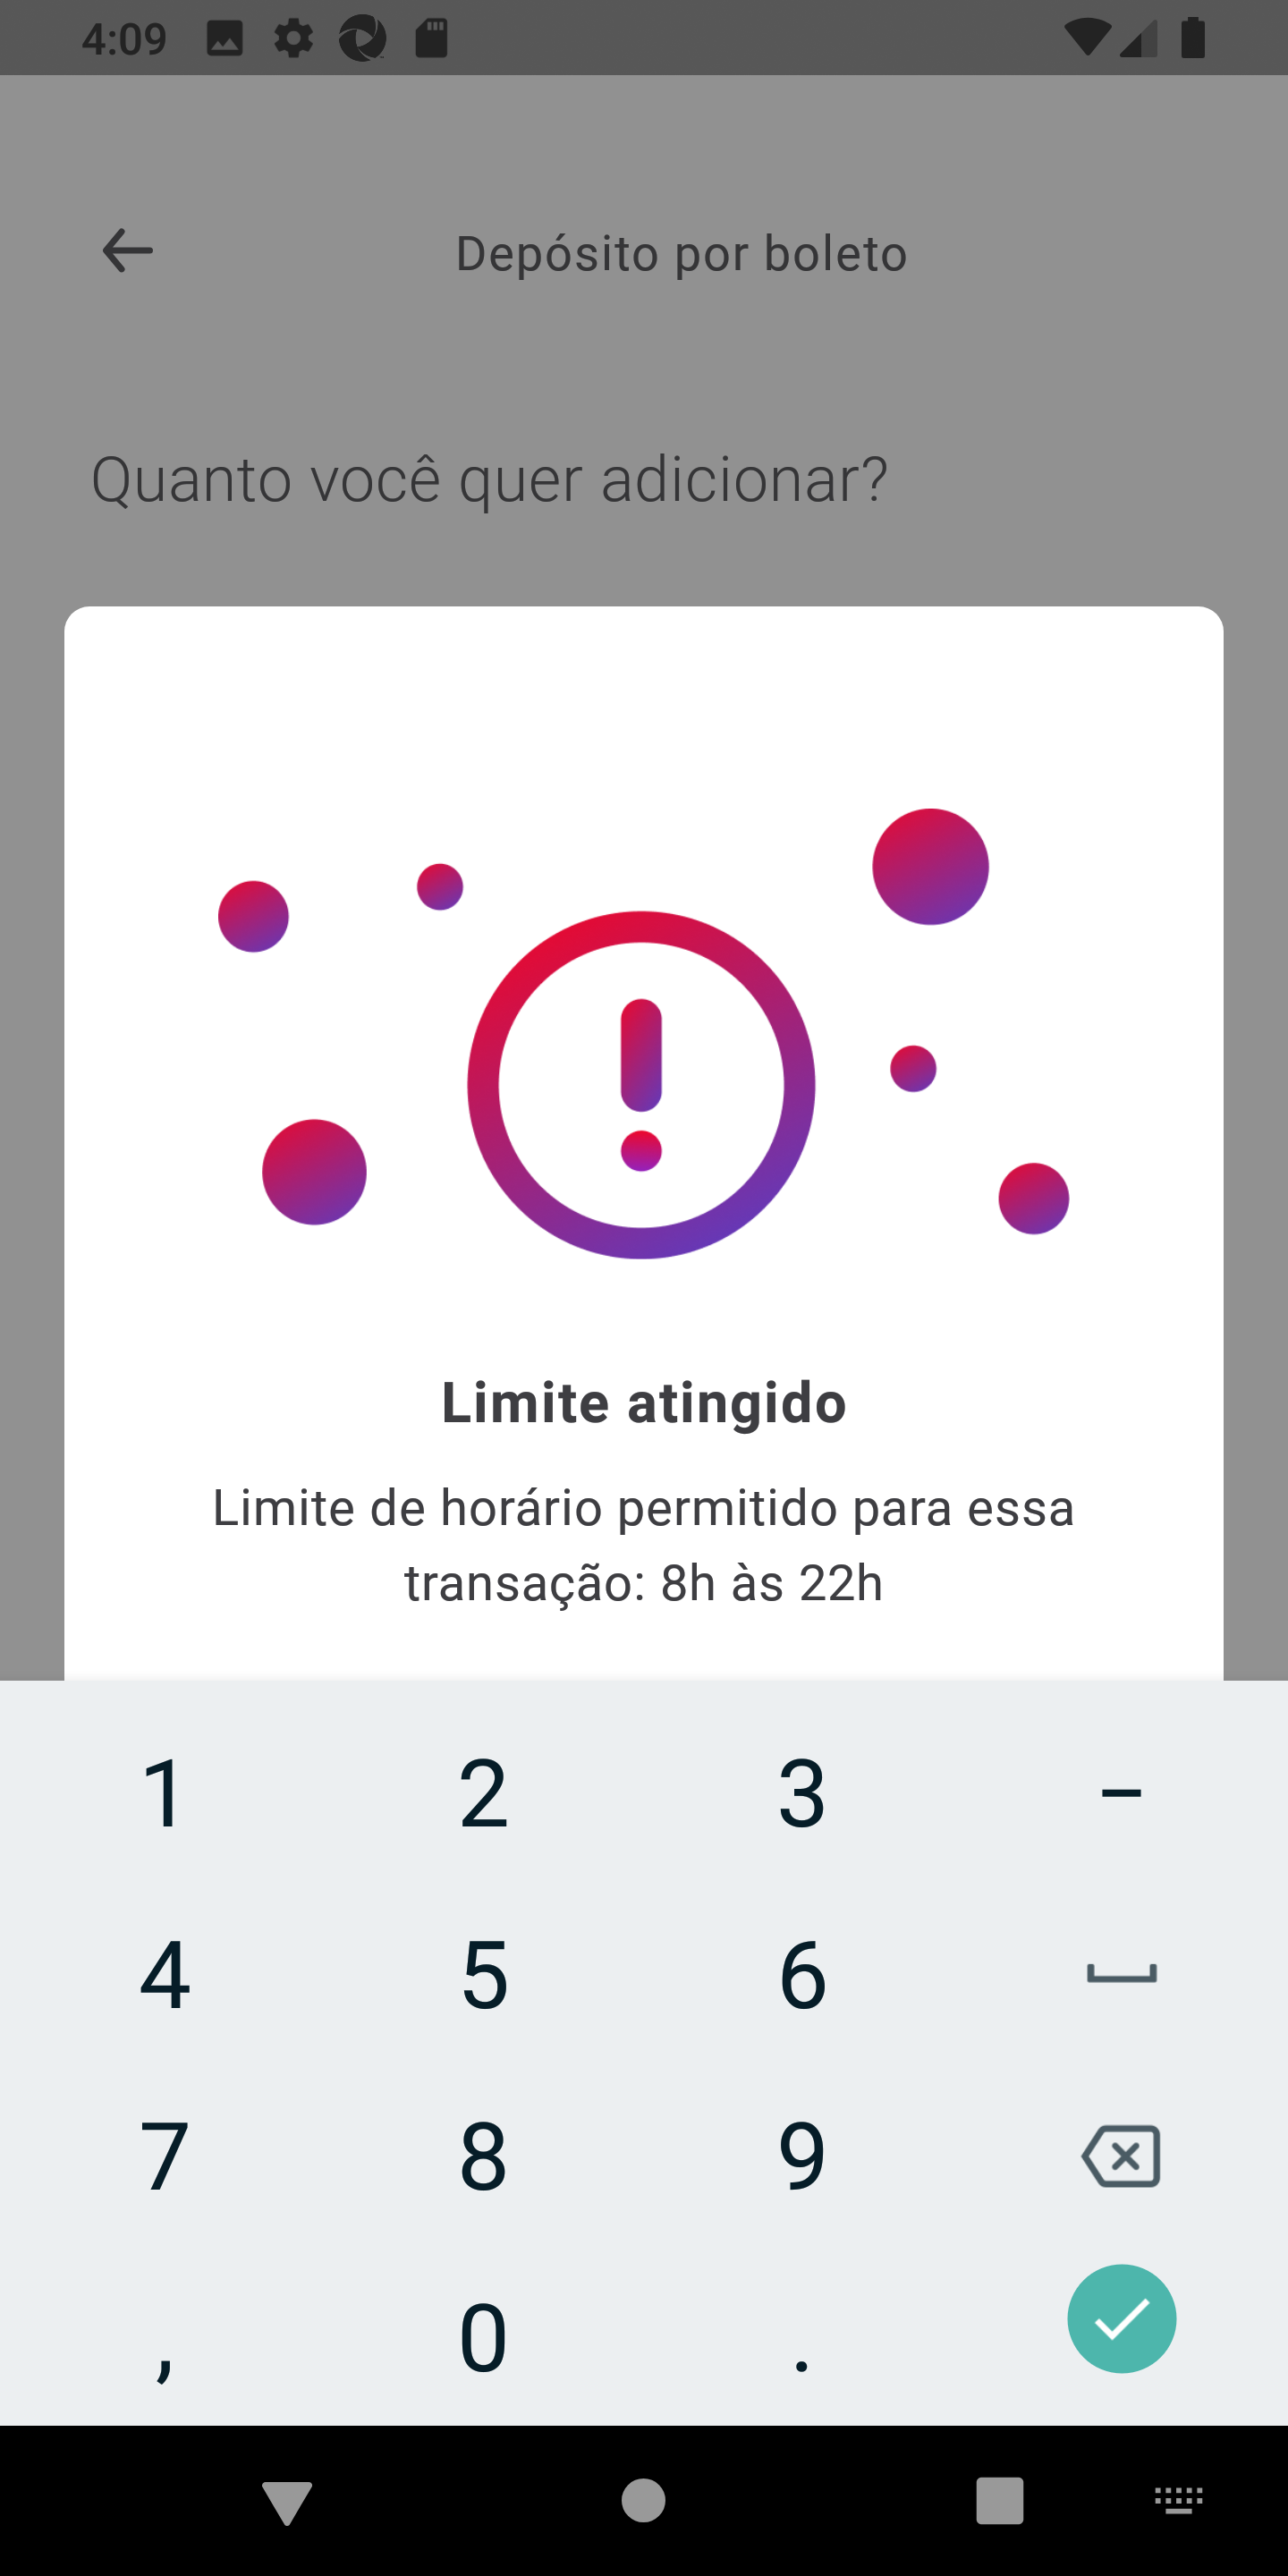 4:09
Depósito por boleto
Quanto você quer adicionar?
Limite atingido
Limite de horário permitido para essa
transação: 8h às 22h
1 2 3 –
4 5 6
7 8 9
, 0 .